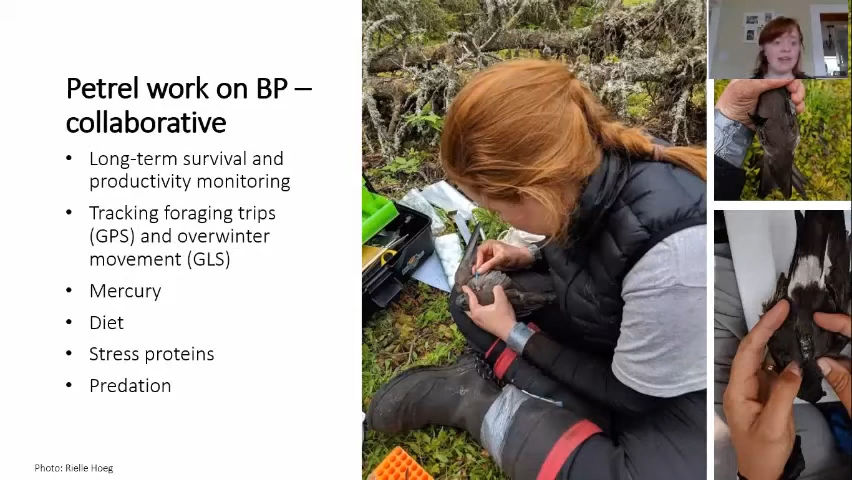 Petrel work on BP –
collaborative
• Long-term survival and
productivity monitoring
• Tracking foraging trips
(GPS) and overwinter
movement (GLS)
• Mercury
• Diet
• Stress proteins
• Predation
Photo: Rielle Hoeg